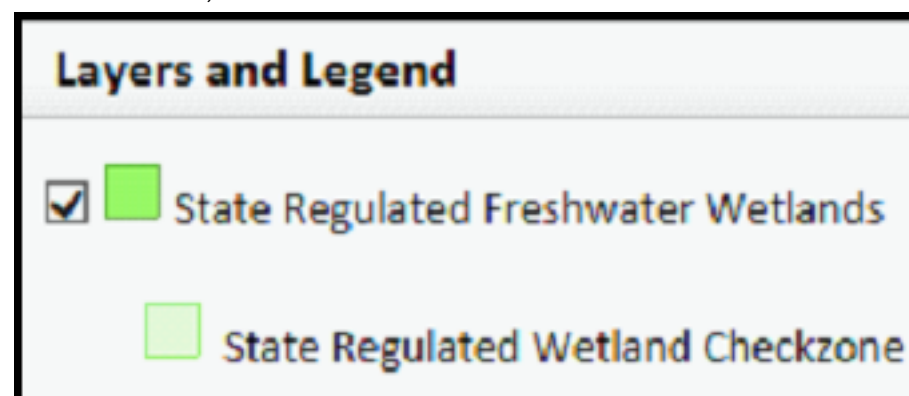 Layers and Legend
State Regulated Freshwater Wetlands
State Regulated Wetland Checkzone